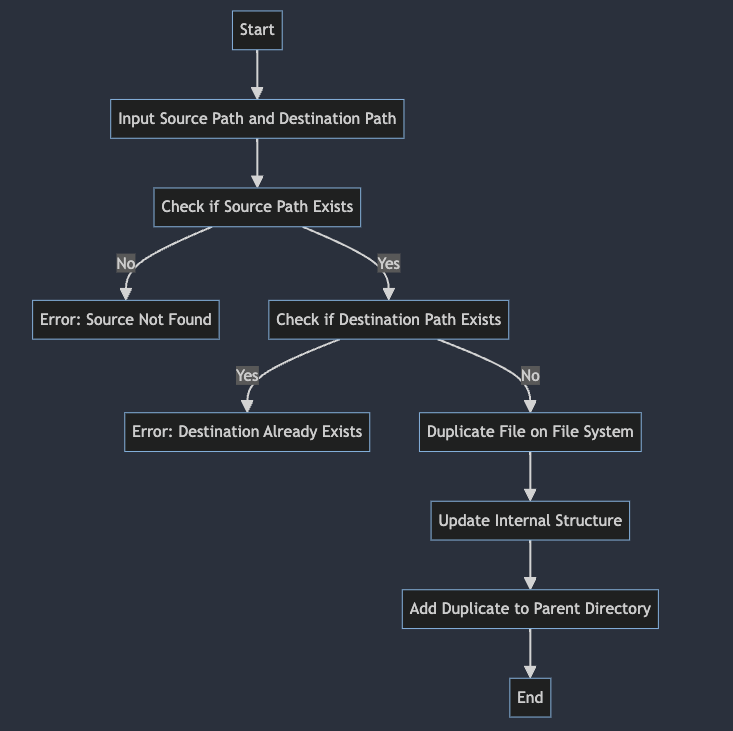 Start
Input Source Path and Destination Path
Check if Source Path Exists
No
Yes
Error: Source Not Found
Check if Destination Path Exists
Yes
No
Error: Destination Already Exists
Duplicate File on File System
Update Internal Structure
Add Duplicate to Parent Directory
End